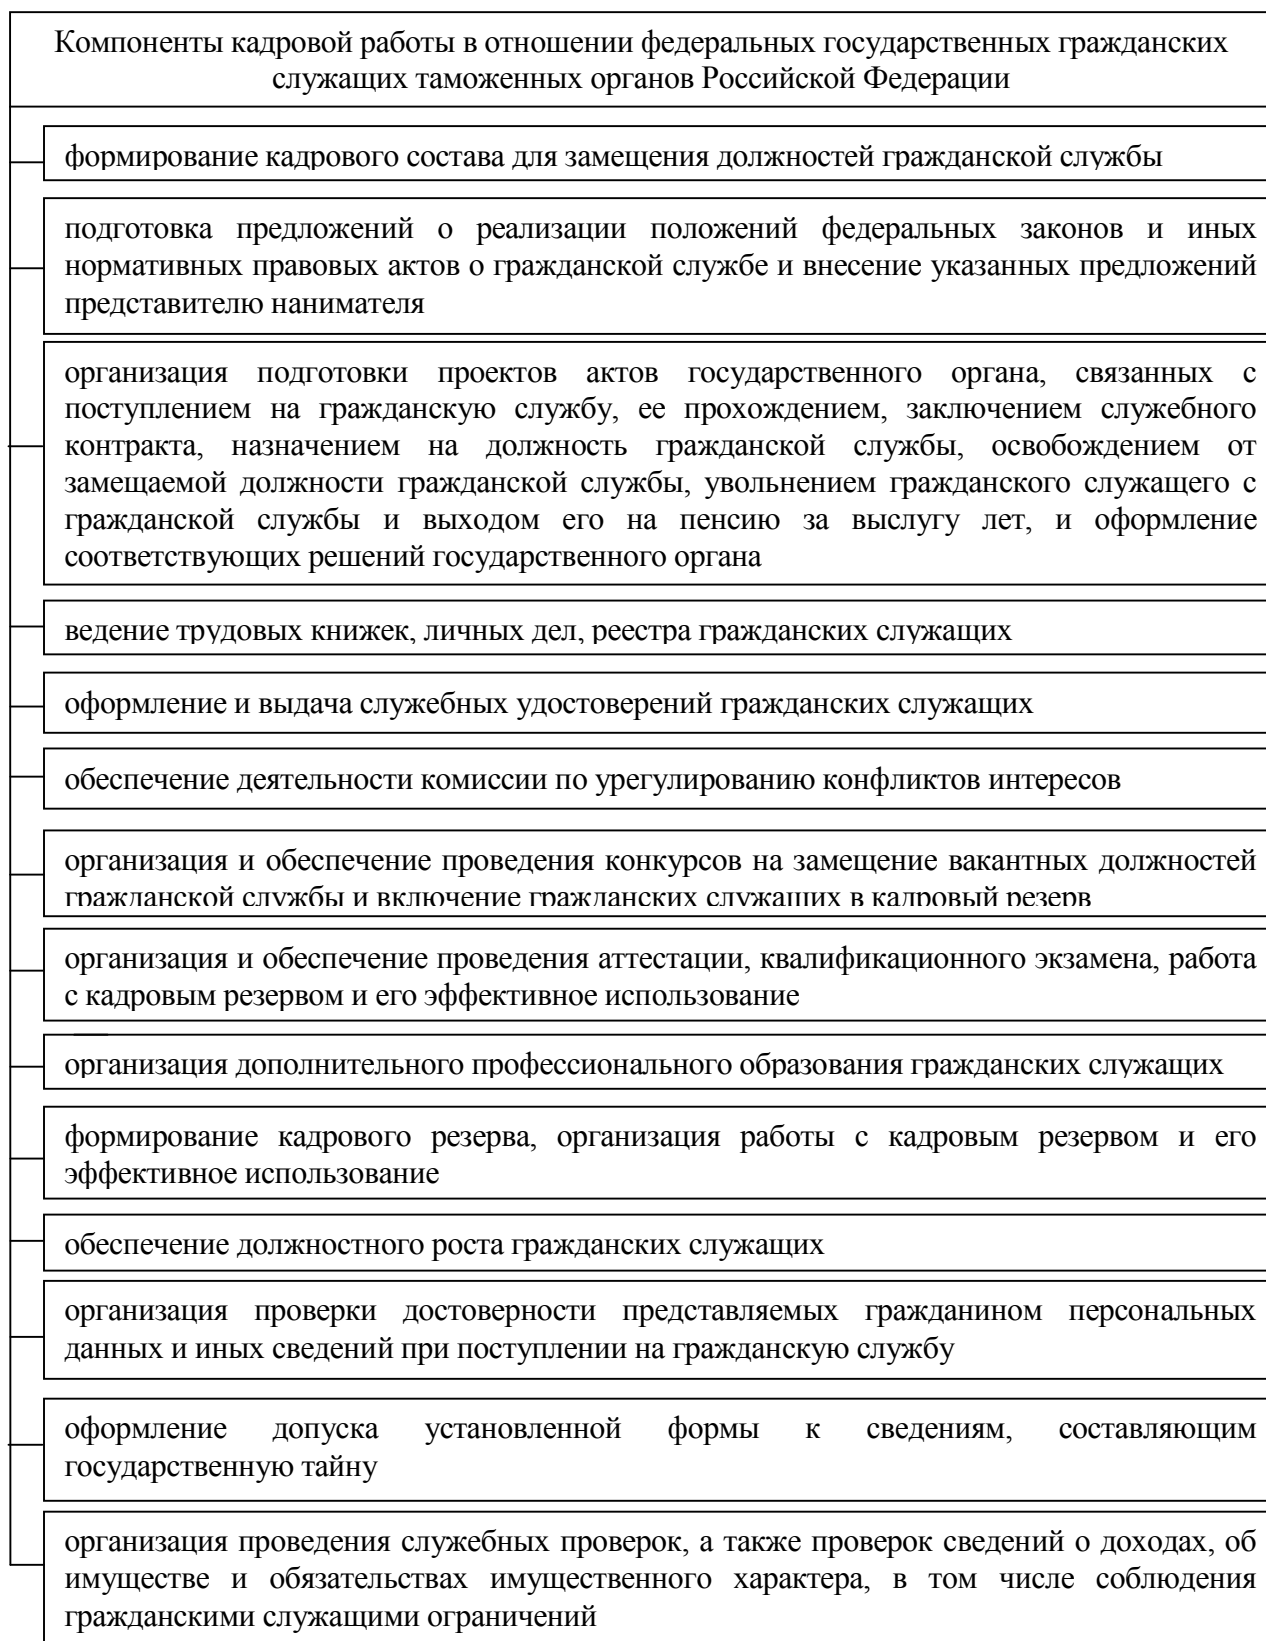 Компоненты кадровой работы в отношении федеральных государственных гражданских
служащих таможенных органов Российской Федерации
формирование кадрового состава для замещения должностей гражданской службы
подготовка предложений о реализации положений федеральных законов и иных
нормативных правовых актов о гражданской службе и внесение указанных предложений
представителю нанимателя
организация подготовки проектов актов государственного органа, связанных с
поступлением на гражданскую службу, ее прохождением, заключением служебного
контракта, назначением на должность гражданской службы, освобождением от
замещаемой должности гражданской службы, увольнением гражданского служащего с
гражданской службы и выходом его на пенсию за выслугу лет, и оформление
соответствующих решений государственного органа
ведение трудовых книжек, личных дел, реестра гражданских служащих
оформление и выдача служебных удостоверений гражданских служащих
обеспечение деятельности комиссии по урегулированию конфликтов интересов
организация и обеспечение проведения конкурсов на замещение вакантных должностей
гражданской службы и включение гражданских служащих в кадровый резерв
организация и обеспечение проведения аттестации, квалификационного экзамена, работа
с кадровым резервом и его эффективное использование
организация дополнительного профессионального образования гражданских служащих
формирование кадрового резерва, организация работы с кадровым резервом и его
эффективное использование
обеспечение должностного роста гражданских служащих
организация проверки достоверности представляемых гражданином персональных
данных и иных сведений при поступлении на гражданскую службу
оформление допуска установленной формы к сведениям, составляющим
государственную тайну
организация проведения служебных проверок, а также проверок сведений о доходах, об
имуществе и обязательствах имущественного характера, в том числе соблюдения
гражданскими служащими ограничений